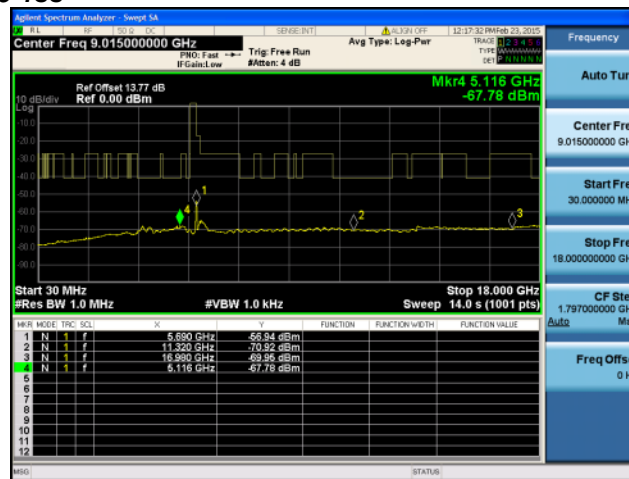 Agilent Spectrum Analyzer - Swept SA
RL RF 50 Ω DC SENSE:INT ALIGN OFF 12:17:32 PM Feb 23, 2015
Center Freq 9.015000000 GHz
PNO: Fast
IFGain:Low
Trig: Free Run
#Atten: 4 dB
Avg Type: Log-Pwr
TRACE 1 2 3 4 5 6
TYPE
DET P N N N N N
Frequency
Mkr4 5.116 GHz
-67.78 dBm
Ref Offset 13.77 dB
10 dB/div Ref 0.00 dBm
Log
-10.0
-20.0
-30.0
-40.0
-50.0
-60.0
-70.0
-80.0
-90.0
1
4
2
3
Start 30 MHz
Stop 18.000 GHz
#Res BW 1.0 MHz
#VBW 1.0 kHz
Sweep 14.0 s (1001 pts)
MKR MODE TRC SCL X Y FUNCTION FUNCTION WIDTH FUNCTION VALUE
1 N 1 f 5.690 GHz
2 N 1 f 11.320 GHz -70.92 dBm
3 N 1 f 16.980 GHz -69.95 dBm
4 N 1 f 5.116 GHz -67.78 dBm
5
6
7
8
9
10
11
12
MSG STATUS
Auto Tun
Center Fre
9.015000000 GH
Start Fre
30.000000 MH
Stop Fre
18.000000000 GH
CF Ste
1.797000000 GH
Auto Ma
Freq Offs
0 H